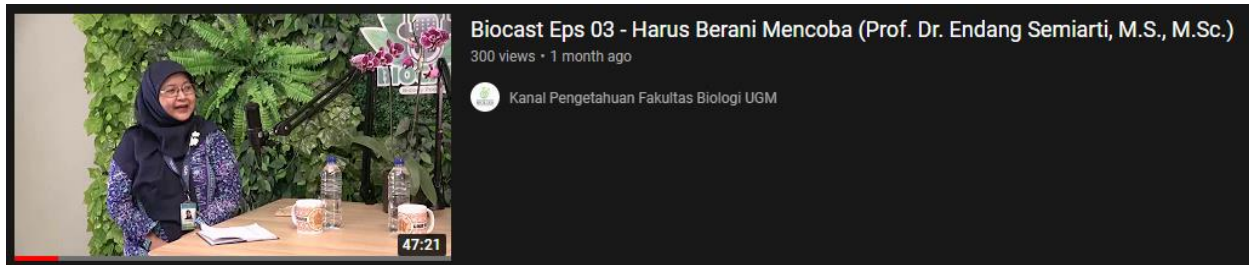 BIOCAST
47:21
Biocast Eps 03 - Harus Berani Mencoba (Prof. Dr. Endang Semiarti, M.S., M.Sc.)
300 views • 1 month ago
Kanal Pengetahuan Fakultas Biologi UGM